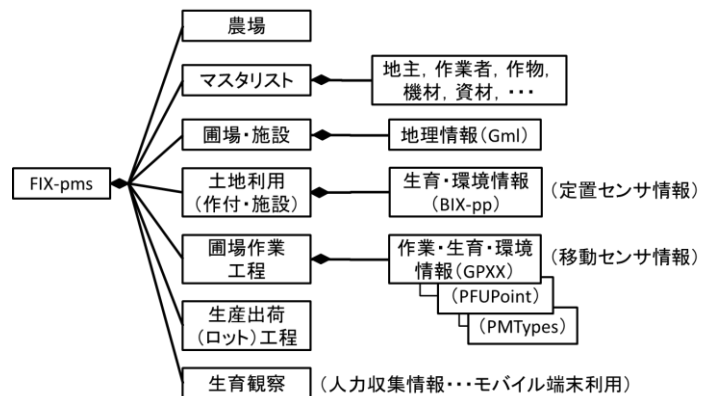 農場
マスタリスト
地主, 作業者, 作物,
機材, 資材, ・・・
圃場・施設
地理情報(Gml)
FIX-pms
土地利用
(作付・施設)
生育・環境情報
(BIX-pp)
(定置センサ情報)
圃場作業
工程
作業・生育・環境
情報(GPXX)
(移動センサ情報)
(PFUPoint)
(PMTypes)
生産出荷
(ロット)工程
生育観察
(人力収集情報・・・モバイル端末利用)